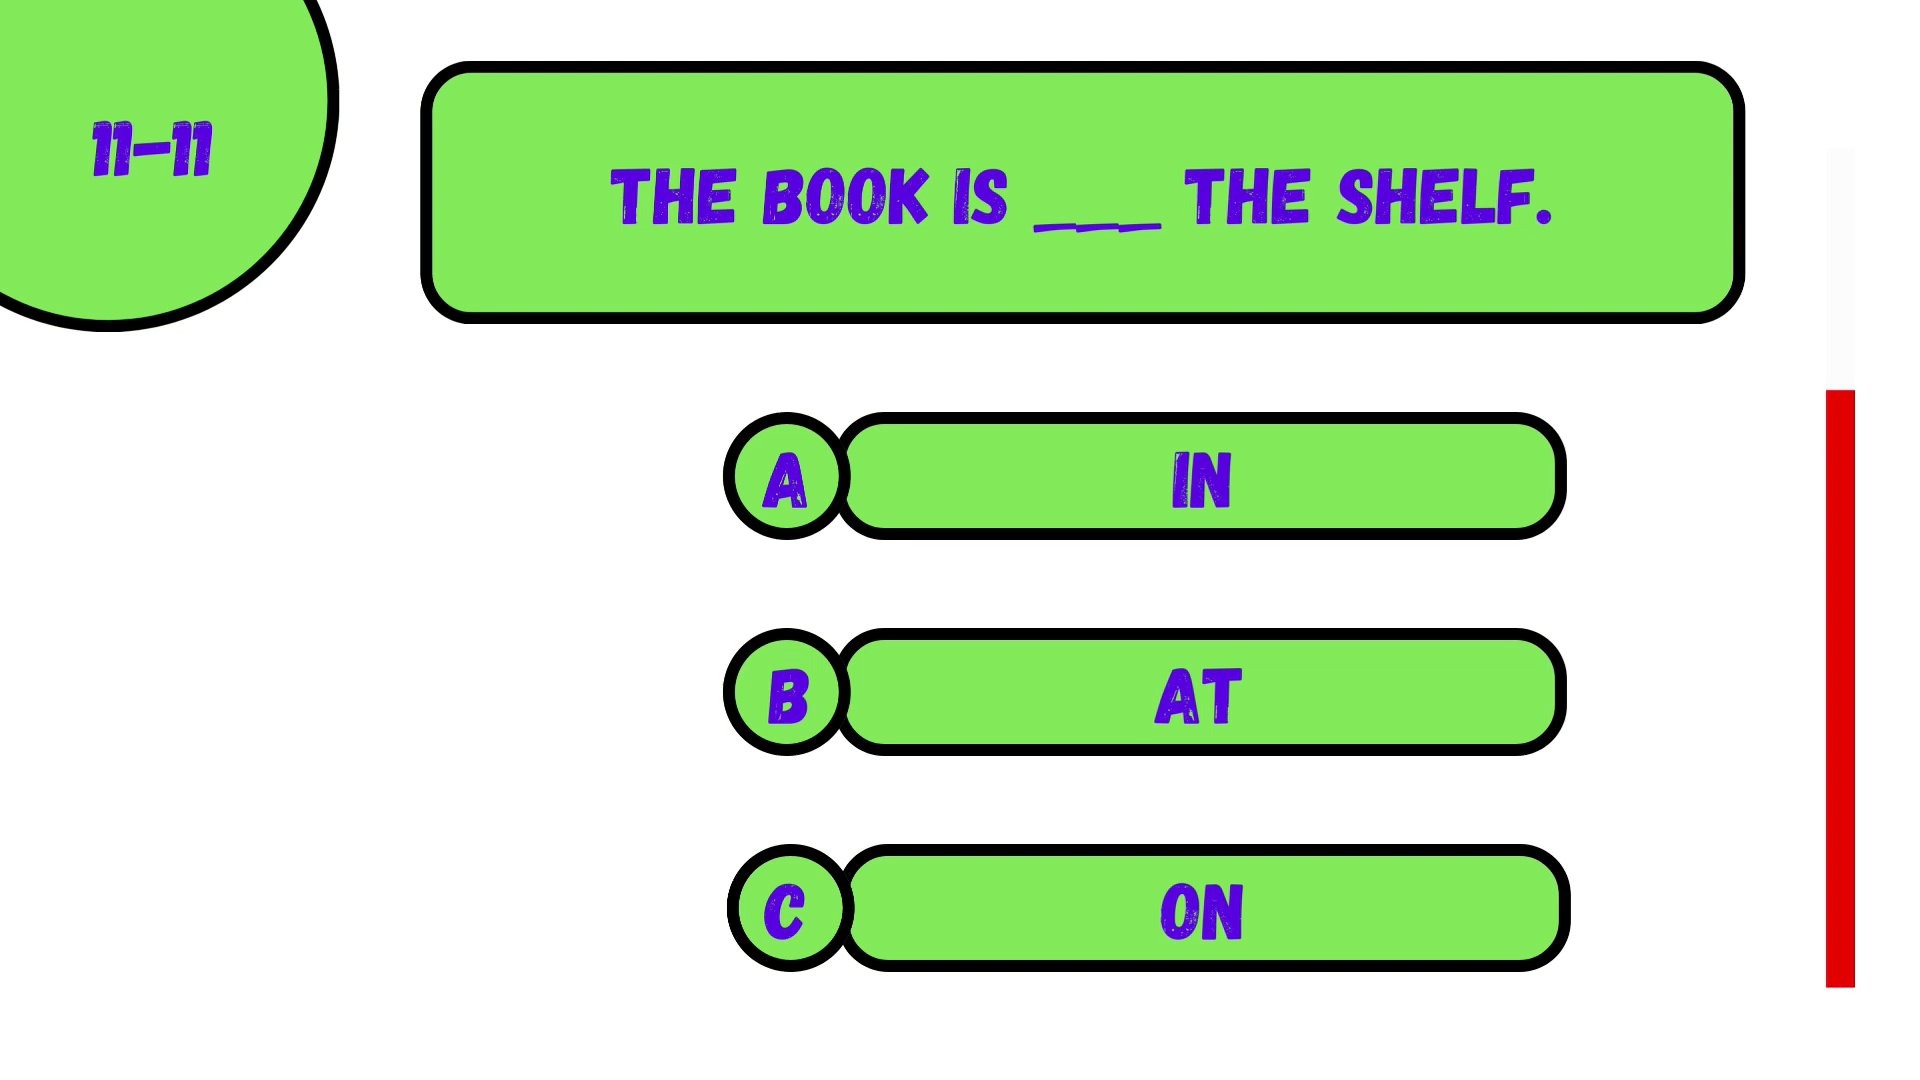 11-11
THE BOOK IS ___ THE SHELF.
A
IN
B
AT
C
ON